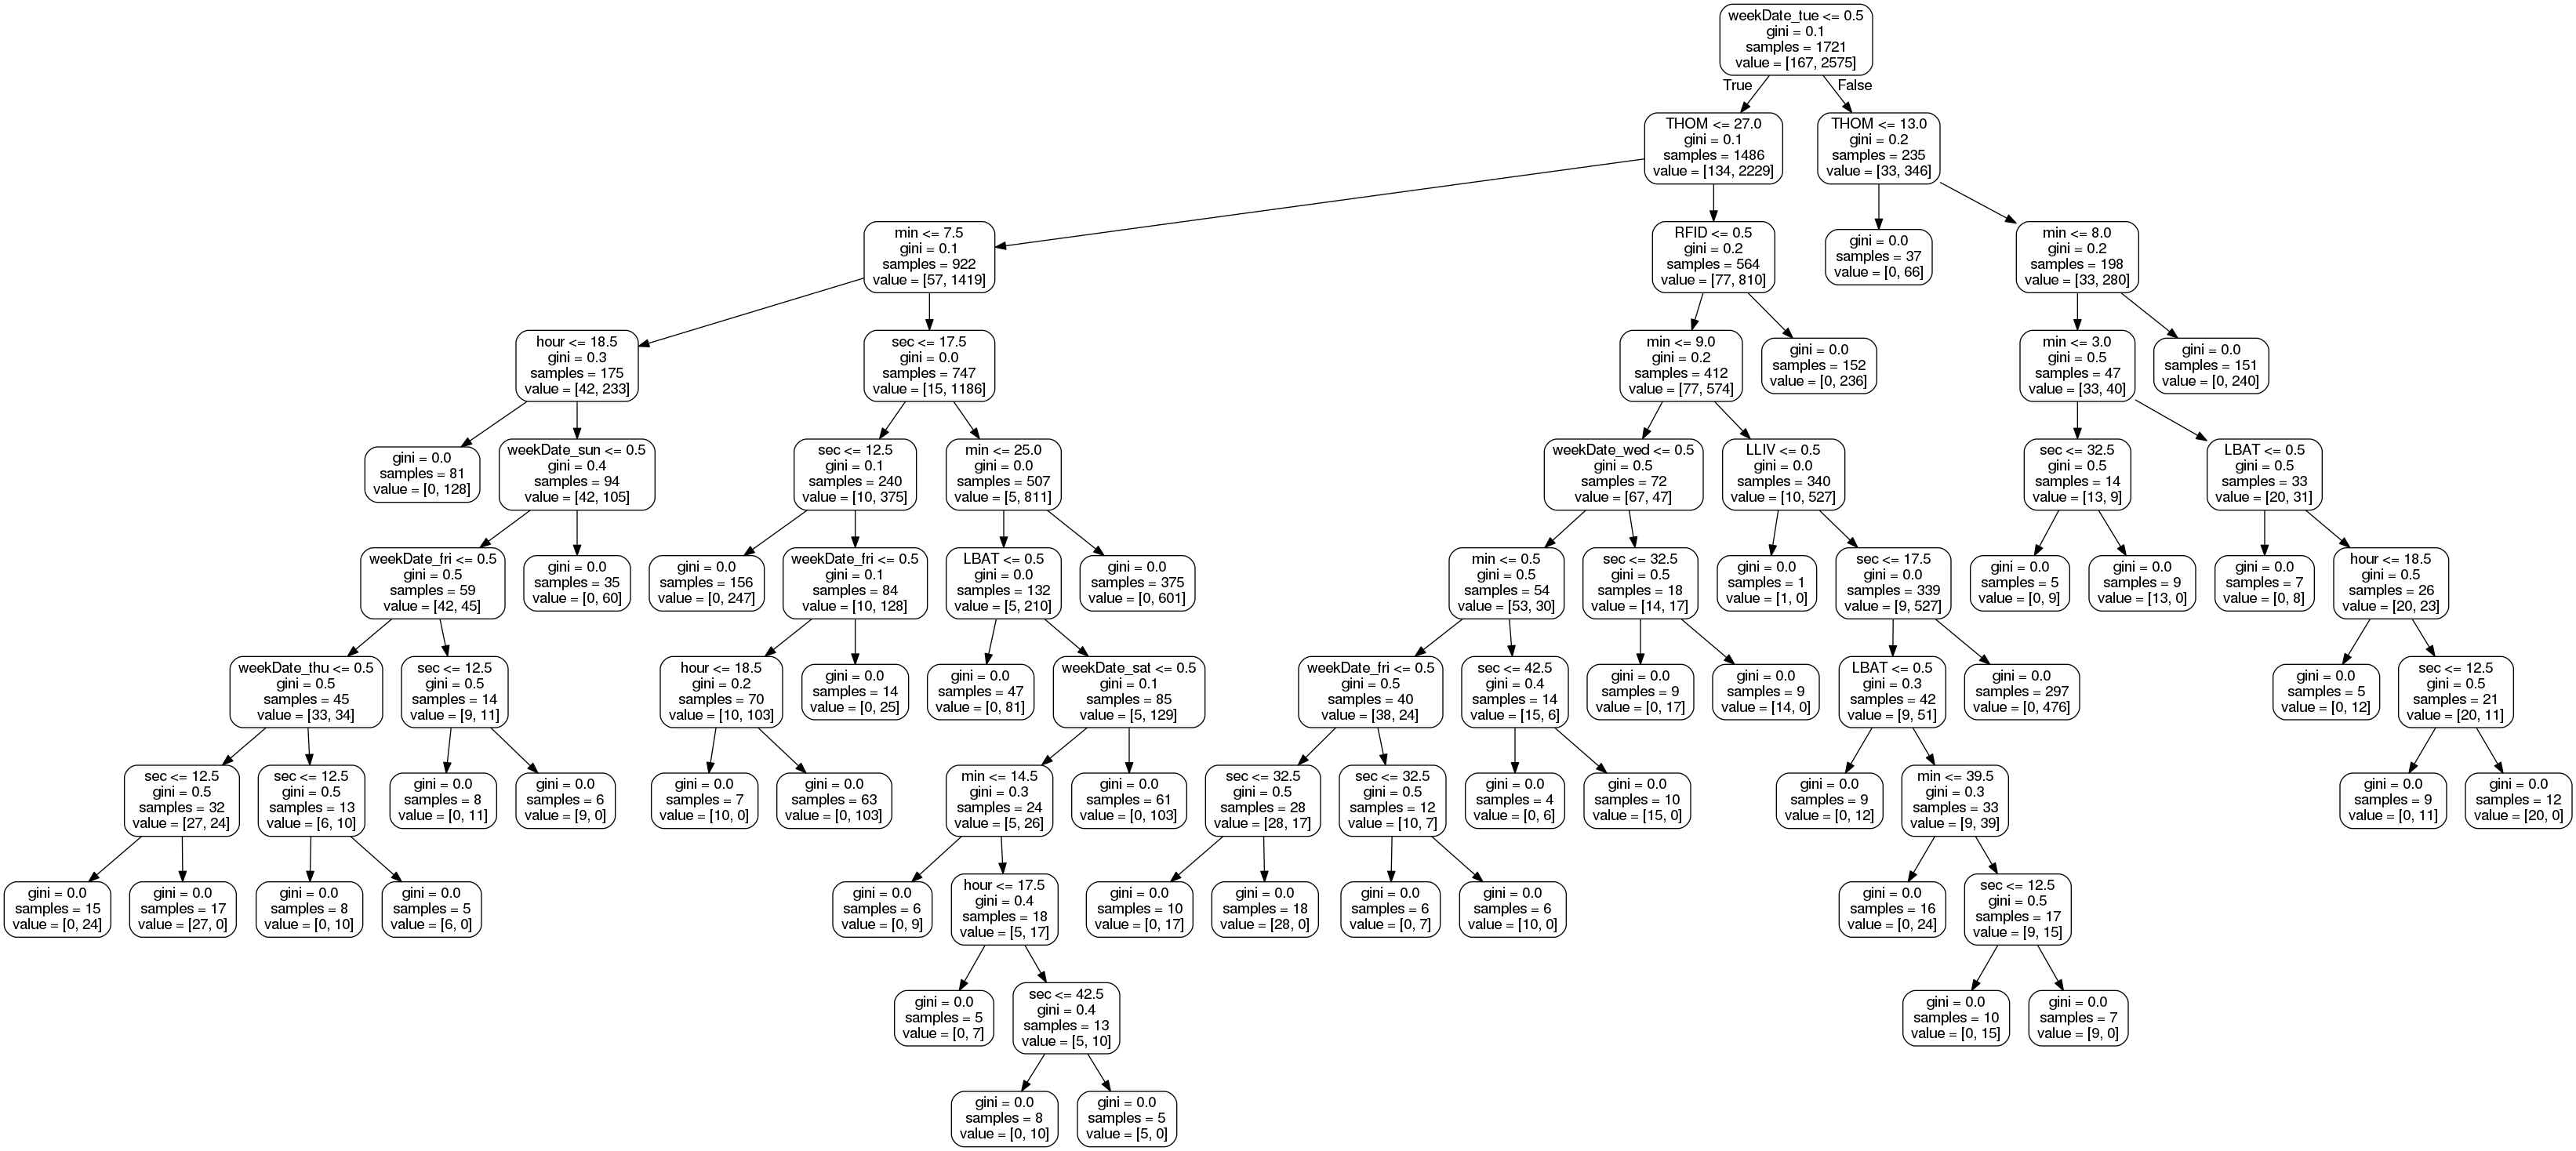 weekDate_tue <= 0.5
gini = 0.1
samples = 1721
value = [167, 2575]
True
False
THOM <= 27.0
gini = 0.1
samples = 1486
value = [134, 2229]
THOM <= 13.0
gini = 0.2
samples = 235
value = [33, 346]
min <= 7.5
gini = 0.1
samples = 922
value = [57, 1419]
RFID <= 0.5
gini = 0.2
samples = 564
value = [77, 810]
gini = 0.0
samples = 37
value = [0, 66]
min <= 8.0
gini = 0.2
samples = 198
value = [33, 280]
hour <= 18.5
gini = 0.3
samples = 175
value = [42, 233]
sec <= 17.5
gini = 0.0
samples = 747
value = [15, 1186]
min <= 9.0
gini = 0.2
samples = 412
value = [77, 574]
gini = 0.0
samples = 152
value = [0, 236]
min <= 3.0
gini = 0.5
samples = 47
value = [33, 40]
gini = 0.0
samples = 151
value = [0, 240]
gini = 0.0
samples = 81
value = [0, 128]
weekDate_sun <= 0.5
gini = 0.4
samples = 94
value = [42, 105]
sec <= 12.5
gini = 0.1
samples = 240
value = [10, 375]
min <= 25.0
gini = 0.0
samples = 507
value = [5, 811]
weekDate_wed <= 0.5
gini = 0.5
samples = 72
value = [67, 47]
LLIV <= 0.5
gini = 0.0
samples = 340
value = [10, 527]
sec <= 32.5
gini = 0.5
samples = 14
value = [13, 9]
LBAT <= 0.5
gini = 0.5
samples = 33
value = [20, 31]
weekDate_fri <= 0.5
gini = 0.5
samples = 59
value = [42, 45]
gini = 0.0
samples = 35
value = [0, 60]
gini = 0.0
samples = 156
value = [0, 247]
weekDate_fri <= 0.5
gini = 0.1
samples = 84
value = [10, 128]
LBAT <= 0.5
gini = 0.0
samples = 132
value = [5, 210]
gini = 0.0
samples = 375
value = [0, 601]
min <= 0.5
gini = 0.5
samples = 54
value = [53, 30]
sec <= 32.5
gini = 0.5
samples = 18
value = [14, 17]
gini = 0.0
samples = 1
value = [1, 0]
sec <= 17.5
gini = 0.0
samples = 339
value = [9, 527]
gini = 0.0
samples = 5
value = [0, 9]
gini = 0.0
samples = 9
value = [13, 0]
gini = 0.0
samples = 7
value = [0, 8]
hour <= 18.5
gini = 0.5
samples = 26
value = [20, 23]
weekDate_thu <= 0.5
gini = 0.5
samples = 45
value = [33, 34]
sec <= 12.5
gini = 0.5
samples = 14
value = [9, 11]
hour <= 18.5
gini = 0.2
samples = 70
value = [10, 103]
gini = 0.0
samples = 14
value = [0, 25]
gini = 0.0
samples = 47
value = [0, 81]
weekDate_sat <= 0.5
gini = 0.1
samples = 85
value = [5, 129]
weekDate_fri <= 0.5
gini = 0.5
samples = 40
value = [38, 24]
sec <= 42.5
gini = 0.4
samples = 14
value = [15, 6]
gini = 0.0
samples = 9
value = [0, 17]
gini = 0.0
samples = 9
value = [14, 0]
LBAT <= 0.5
gini = 0.3
samples = 42
value = [9, 51]
gini = 0.0
samples = 297
value = [0, 476]
gini = 0.0
samples = 5
value = [0, 12]
sec <= 12.5
gini = 0.5
samples = 21
value = [20, 11]
sec <= 12.5
gini = 0.5
samples = 32
value = [27, 24]
sec <= 12.5
gini = 0.5
samples = 13
value = [6, 10]
gini = 0.0
samples = 8
value = [0, 11]
gini = 0.0
samples = 6
value = [9, 0]
gini = 0.0
samples = 7
value = [10, 0]
gini = 0.0
samples = 63
value = [0, 103]
min <= 14.5
gini = 0.3
samples = 24
value = [5, 26]
gini = 0.0
samples = 61
value = [0, 103]
sec <= 32.5
gini = 0.5
samples = 28
value = [28, 17]
sec <= 32.5
gini = 0.5
samples = 12
value = [10, 7]
gini = 0.0
samples = 4
value = [0, 6]
gini = 0.0
samples = 10
value = [15, 0]
gini = 0.0
samples = 9
value = [0, 12]
min <= 39.5
gini = 0.3
samples = 33
value = [9, 39]
gini = 0.0
samples = 9
value = [0, 11]
gini = 0.0
samples = 12
value = [20, 0]
gini = 0.0
samples = 15
value = [0, 24]
gini = 0.0
samples = 17
value = [27, 0]
gini = 0.0
samples = 8
value = [0, 10]
gini = 0.0
samples = 5
value = [6, 0]
gini = 0.0
samples = 6
value = [0, 9]
hour <= 17.5
gini = 0.4
samples = 18
value = [5, 17]
gini = 0.0
samples = 10
value = [0, 17]
gini = 0.0
samples = 18
value = [28, 0]
gini = 0.0
samples = 6
value = [0, 7]
gini = 0.0
samples = 6
value = [10, 0]
gini = 0.0
samples = 16
value = [0, 24]
sec <= 12.5
gini = 0.5
samples = 17
value = [9, 15]
gini = 0.0
samples = 5
value = [0, 7]
sec <= 42.5
gini = 0.4
samples = 13
value = [5, 10]
gini = 0.0
samples = 10
value = [0, 15]
gini = 0.0
samples = 7
value = [9, 0]
gini = 0.0
samples = 8
value = [0, 10]
gini = 0.0
samples = 5
value = [5, 0]